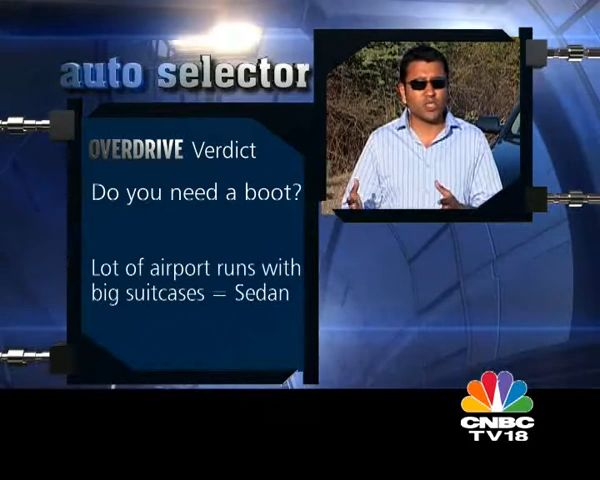 auto selector
OVERDRIVE Verdict
Do you need a boot?
Lot of airport runs with
big suitcases = Sedan
CNBC
TV18